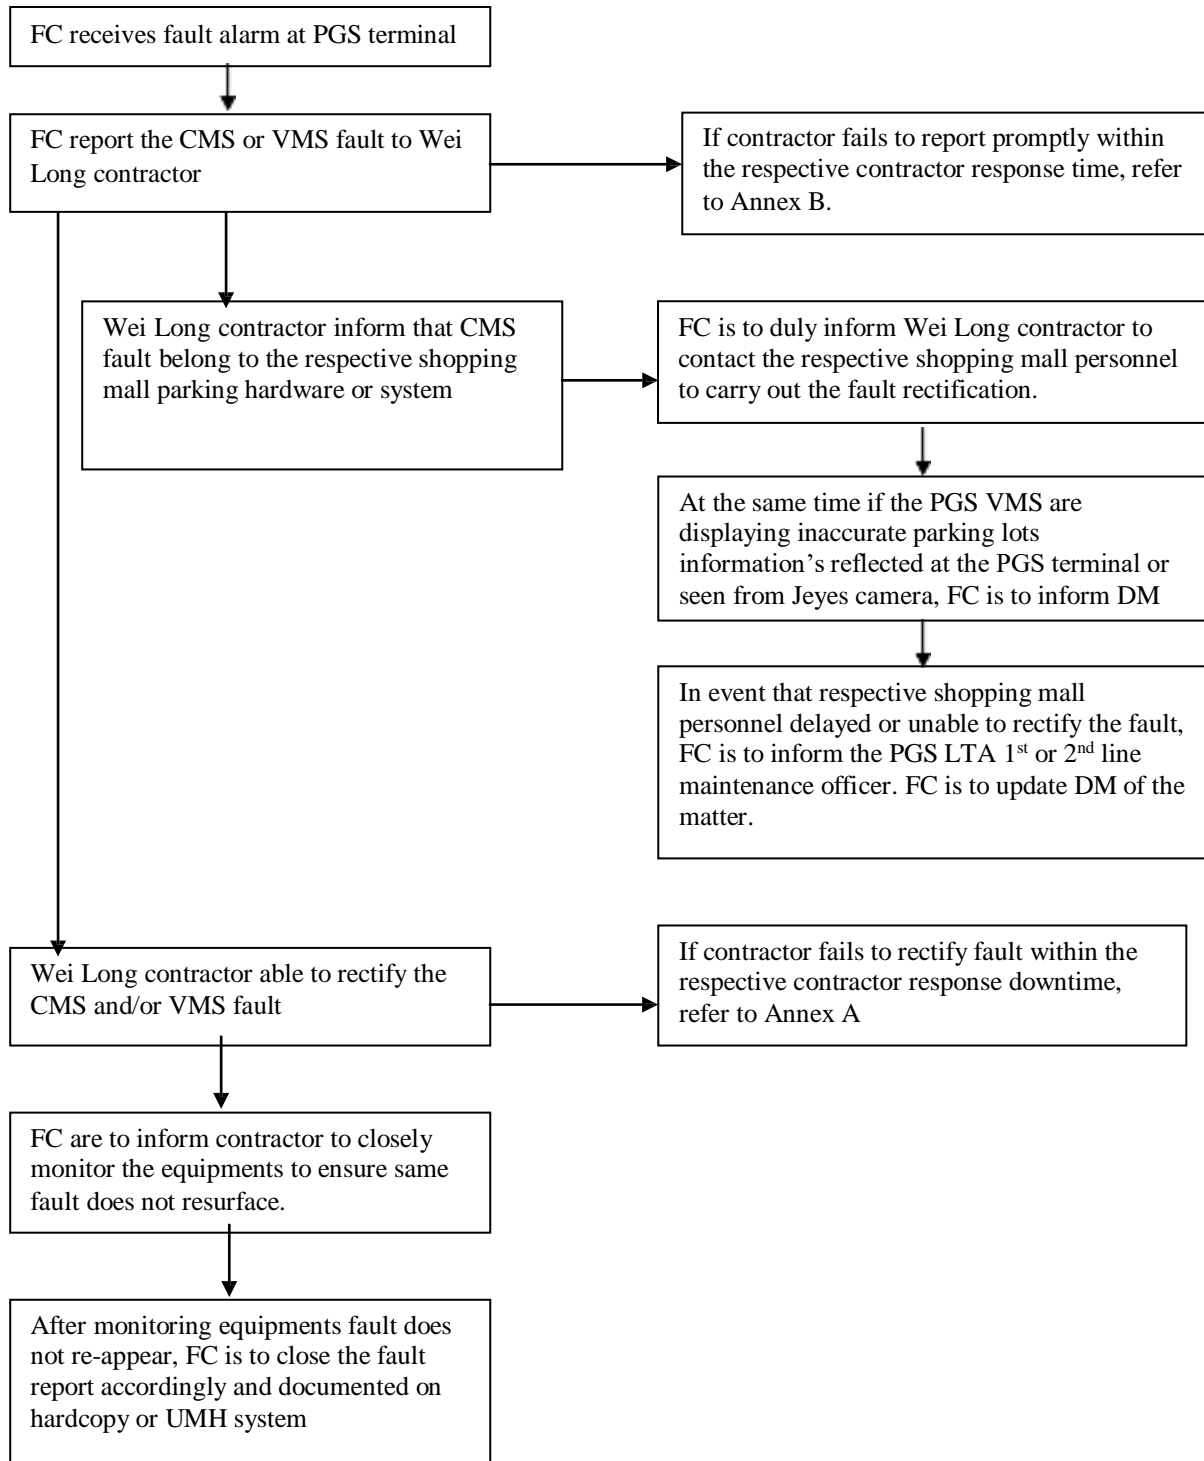 FC receives fault alarm at PGS terminal
FC report the CMS or VMS fault to Wei
Long contractor
If contractor fails to report promptly within
the respective contractor response time, refer
to Annex B.
Wei Long contractor inform that CMS
fault belong to the respective shopping
mall parking hardware or system
FC is to duly inform Wei Long contractor to
contact the respective shopping mall personnel
to carry out the fault rectification.
At the same time if the PGS VMS are
displaying inaccurate parking lots
information’s reflected at the PGS terminal or
seen from Jeyes camera, FC is to inform DM
In event that respective shopping mall
personnel delayed or unable to rectify the fault,
FC is to inform the PGS LTA 1st or 2nd line
maintenance officer. FC is to update DM of the
matter.
Wei Long contractor able to rectify the
CMS and/or VMS fault
If contractor fails to rectify fault within the
respective contractor response downtime,
refer to Annex A
FC are to inform contractor to closely
monitor the equipments to ensure same
fault does not resurface.
After monitoring equipments fault does
not re-appear, FC is to close the fault
report accordingly and documented on
hardcopy or UMH system